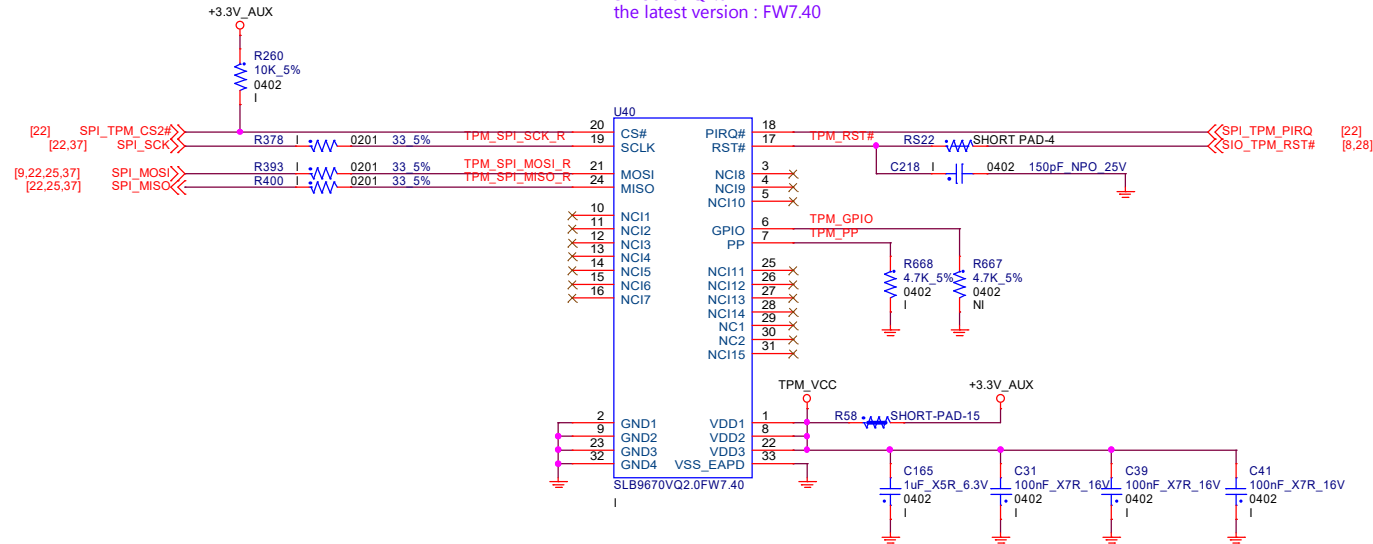 the latest version : FW7.40
+3.3V_AUX
R260
10K_5%
0402
I
U40
[22] SPI_TPM_CS2# 20 CS# PIRQ# 18 SPI_TPM_PIRQ [22]
[22,37] SPI_SCK R378 I 0201 33_5% TPM_SPI_SCK_R 19 SCLK RST# 17 TPM_RST# RS22 SHORT PAD-4 SIO_TPM_RST# [8,28]
[9,22,25,37] SPI_MOSI R393 I 0201 33_5% TPM_SPI_MOSI_R 21 MOSI NCI8 3 C218 I 0402 150pF_NPO_25V
[22,25,37] SPI_MISO R400 I 0201 33_5% TPM_SPI_MISO_R 24 MISO NCI9 4
NCI10 5
10 NCI1
11 NCI2 GPIO 6 TPM_GPIO
12 NCI3 PP 7 TPM_PP
13 NCI4
14 NCI5 NCI11 25
15 NCI6 NCI12 26
16 NCI7 NCI13 27
NCI14 28
NC1 29
NC2 30
NCI15 31
R668 R667
4.7K_5% 4.7K_5%
0402 0402
I NI
TPM_VCC +3.3V_AUX
2 GND1 VDD1 1 R58 SHORT-PAD-15
9 GND2 VDD2 8
23 GND3 VDD3 22
32 GND4 VSS_EAPD 33
SLB9670VQ2.0FW7.40
I
C165 C31 C39 C41
1uF_X5R_6.3V 100nF_X7R_16V 100nF_X7R_16V 100nF_X7R_16V
0402 0402 0402 0402
I I I I